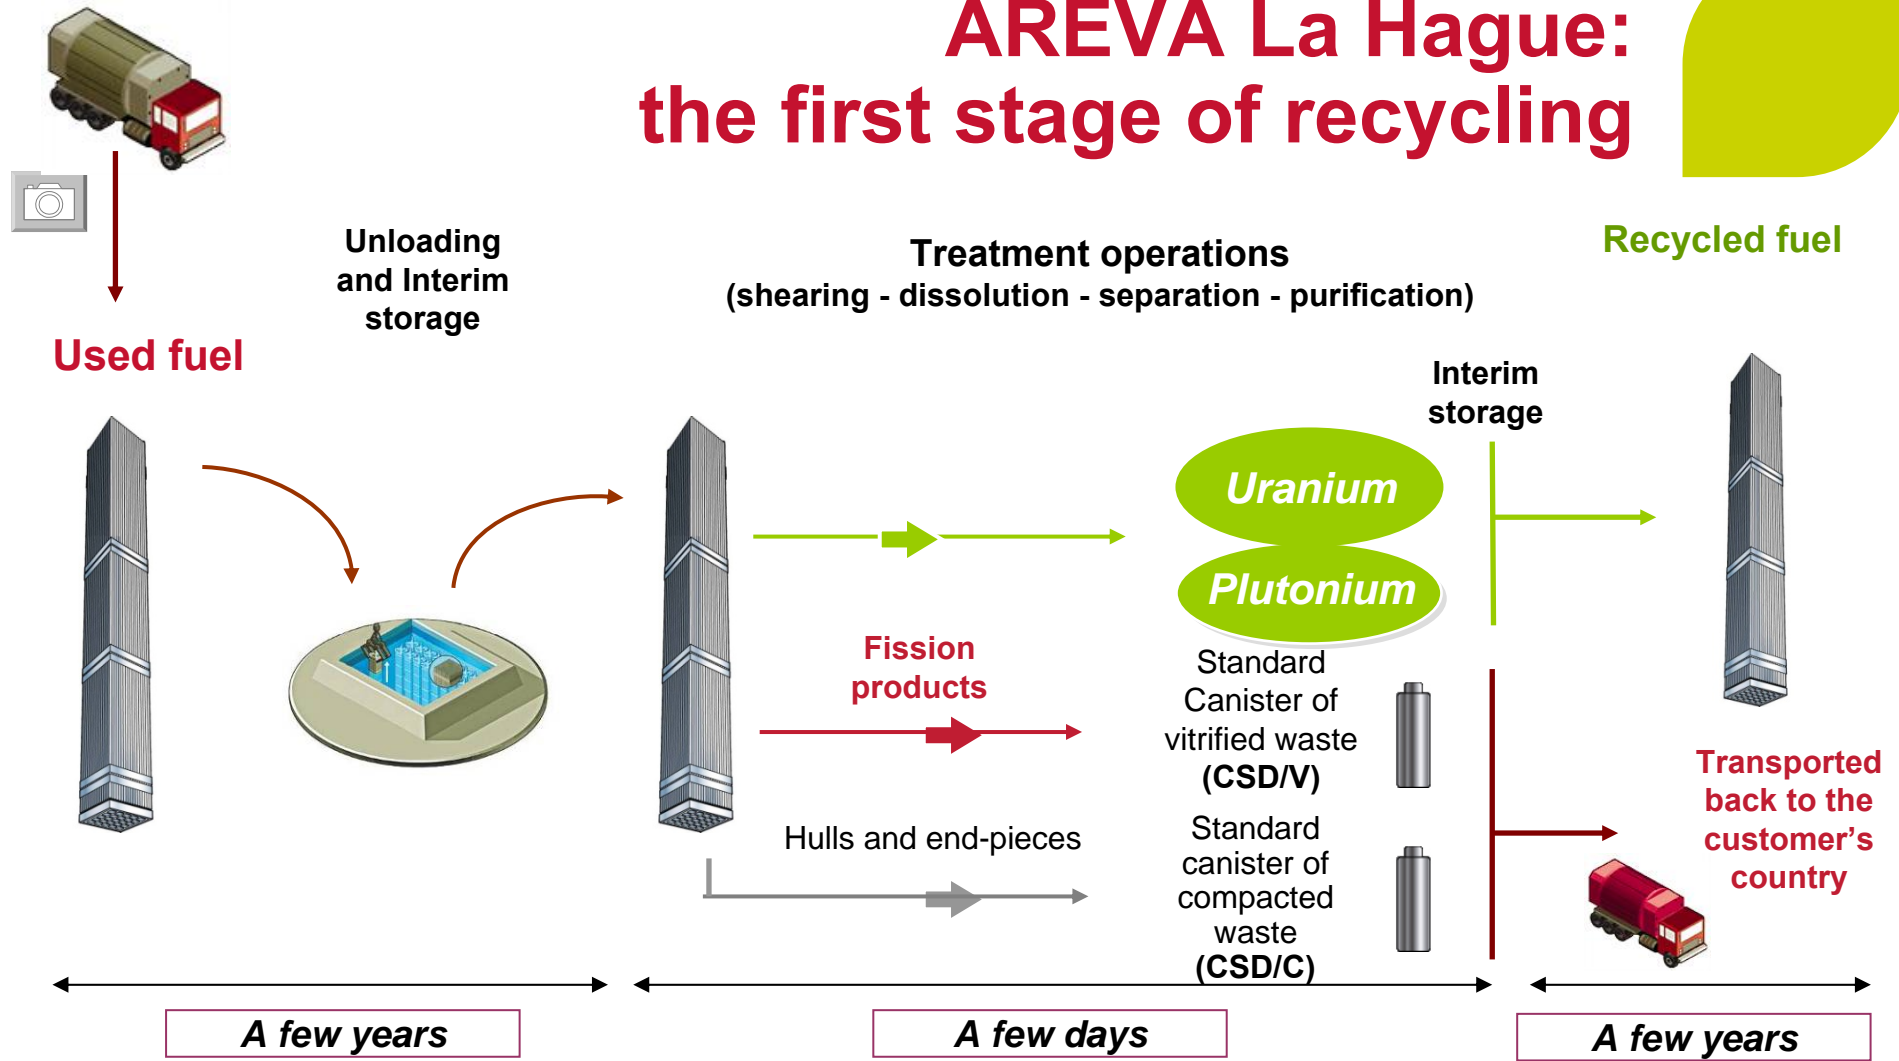 AREVA La Hague:
the first stage of recycling
Unloading
and Interim
storage
Treatment operations
(shearing - dissolution - separation - purification)
Recycled fuel
Used fuel
Interim
storage
Uranium
Plutonium
Fission
products
Standard
Canister of
vitrified waste
(CSD/V)
Hulls and end-pieces
Standard
canister of
compacted
waste
(CSD/C)
Transported
back to the
customer’s
country
A few years
A few days
A few years